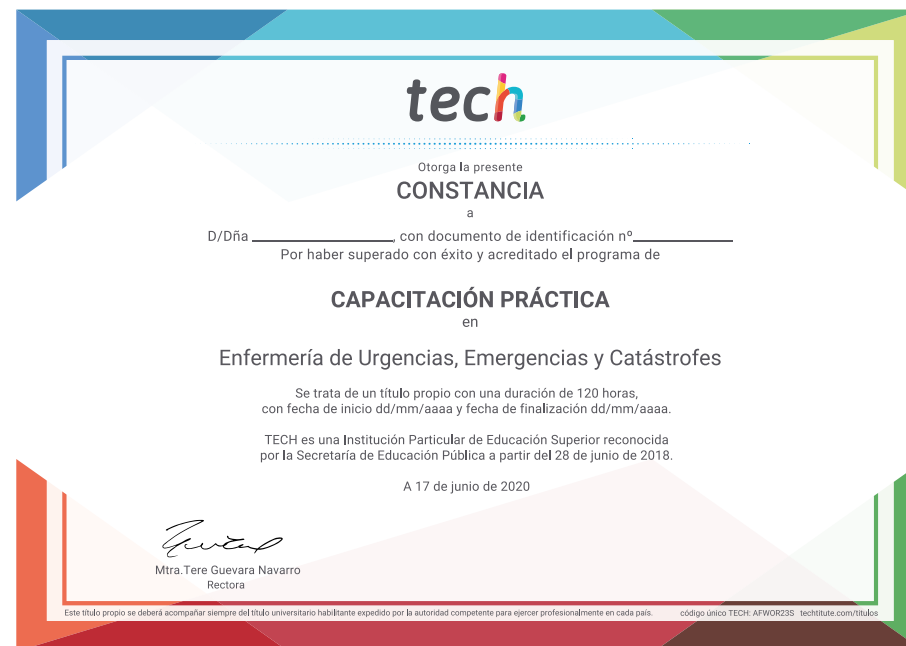 tech
Otorga la presente
CONSTANCIA
a
D/Dña ____________________, con documento de identificación nº______________
Por haber superado con éxito y acreditado el programa de
CAPACITACIÓN PRÁCTICA
en
Enfermería de Urgencias, Emergencias y Catástrofes
Se trata de un título propio con una duración de 120 horas,
con fecha de inicio dd/mm/aaaa y fecha de finalización dd/mm/aaaa.
TECH es una Institución Particular de Educación Superior reconocida
por la Secretaría de Educación Pública a partir del 28 de junio de 2018.
A 17 de junio de 2020
Mtra.Tere Guevara Navarro
Rectora
Este título propio se deberá acompañar siempre del título universitario habilitante expedido por la autoridad competente para ejercer profesionalmente en cada país. código único TECH: AFWOR23S techtitute.com/titulos